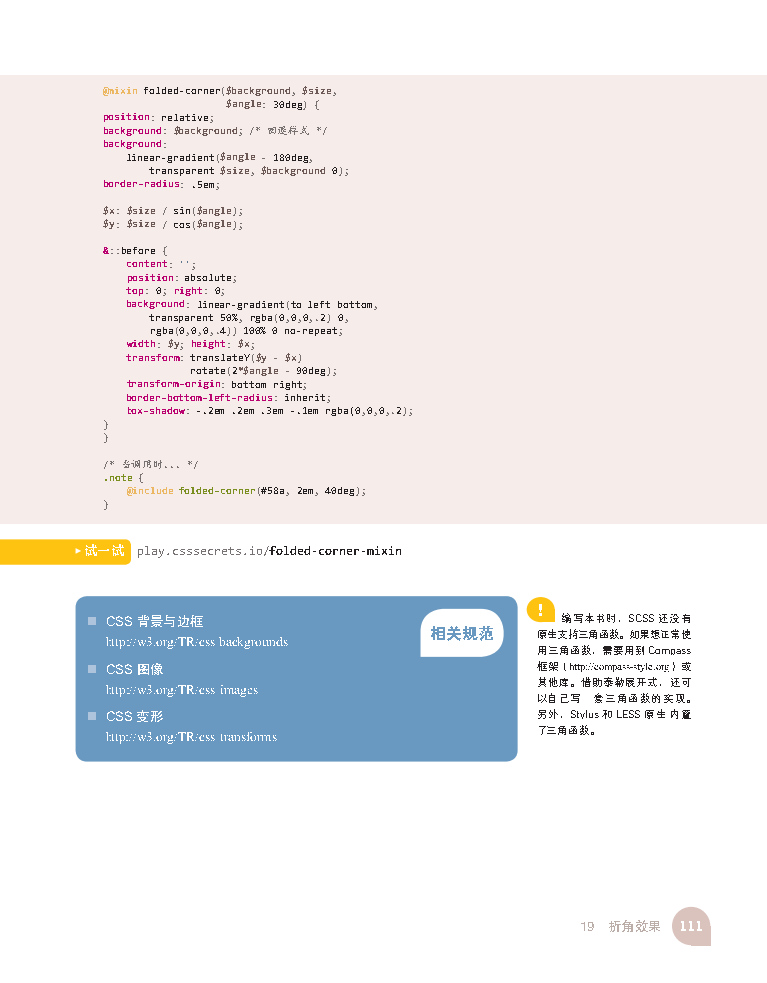 @mixin folded-corner($background, $size,
$angle: 30deg) {
position: relative;
background: $background; /* 回退样式 */
background:
linear-gradient($angle - 180deg,
transparent $size, $background 0);
border-radius: .5em;
$x: $size / sin($angle);
$y: $size / cos($angle);
&::before {
content: '';
position: absolute;
top: 0; right: 0;
background: linear-gradient(to left bottom,
transparent 50%, rgba(0,0,0,.2) 0,
rgba(0,0,0,.4)) 100% 0 no-repeat;
width: $y; height: $x;
transform: translateY($y - $x)
rotate(2*$angle - 90deg);
transform-origin: bottom right;
border-bottom-left-radius: inherit;
box-shadow: -.2em .2em .3em -.1em rgba(0,0,0,.2);
}
}
/* 当调用时... */
.note {
@include folded-corner(#58a, 2em, 40deg);
}
▶试一试 play.csssecrets.io/folded-corner-mixin
■ CSS 背景与边框
http://w3.org/TR/css-backgrounds
■ CSS 图像
http://w3.org/TR/css-images
■ CSS 变形
http://w3.org/TR/css-transforms
相关规范
!
编写本书时，SCSS 还没有
原生支持三角函数。如果想正常使
用三角函数，需要用到 Compass
框架（http://compass-style.org）或
其他库。借助泰勒展开式，还可
以自己写一套三角函数的实现。
另外，Stylus 和 LESS 原生内置
了三角函数。
19 折角效果 111